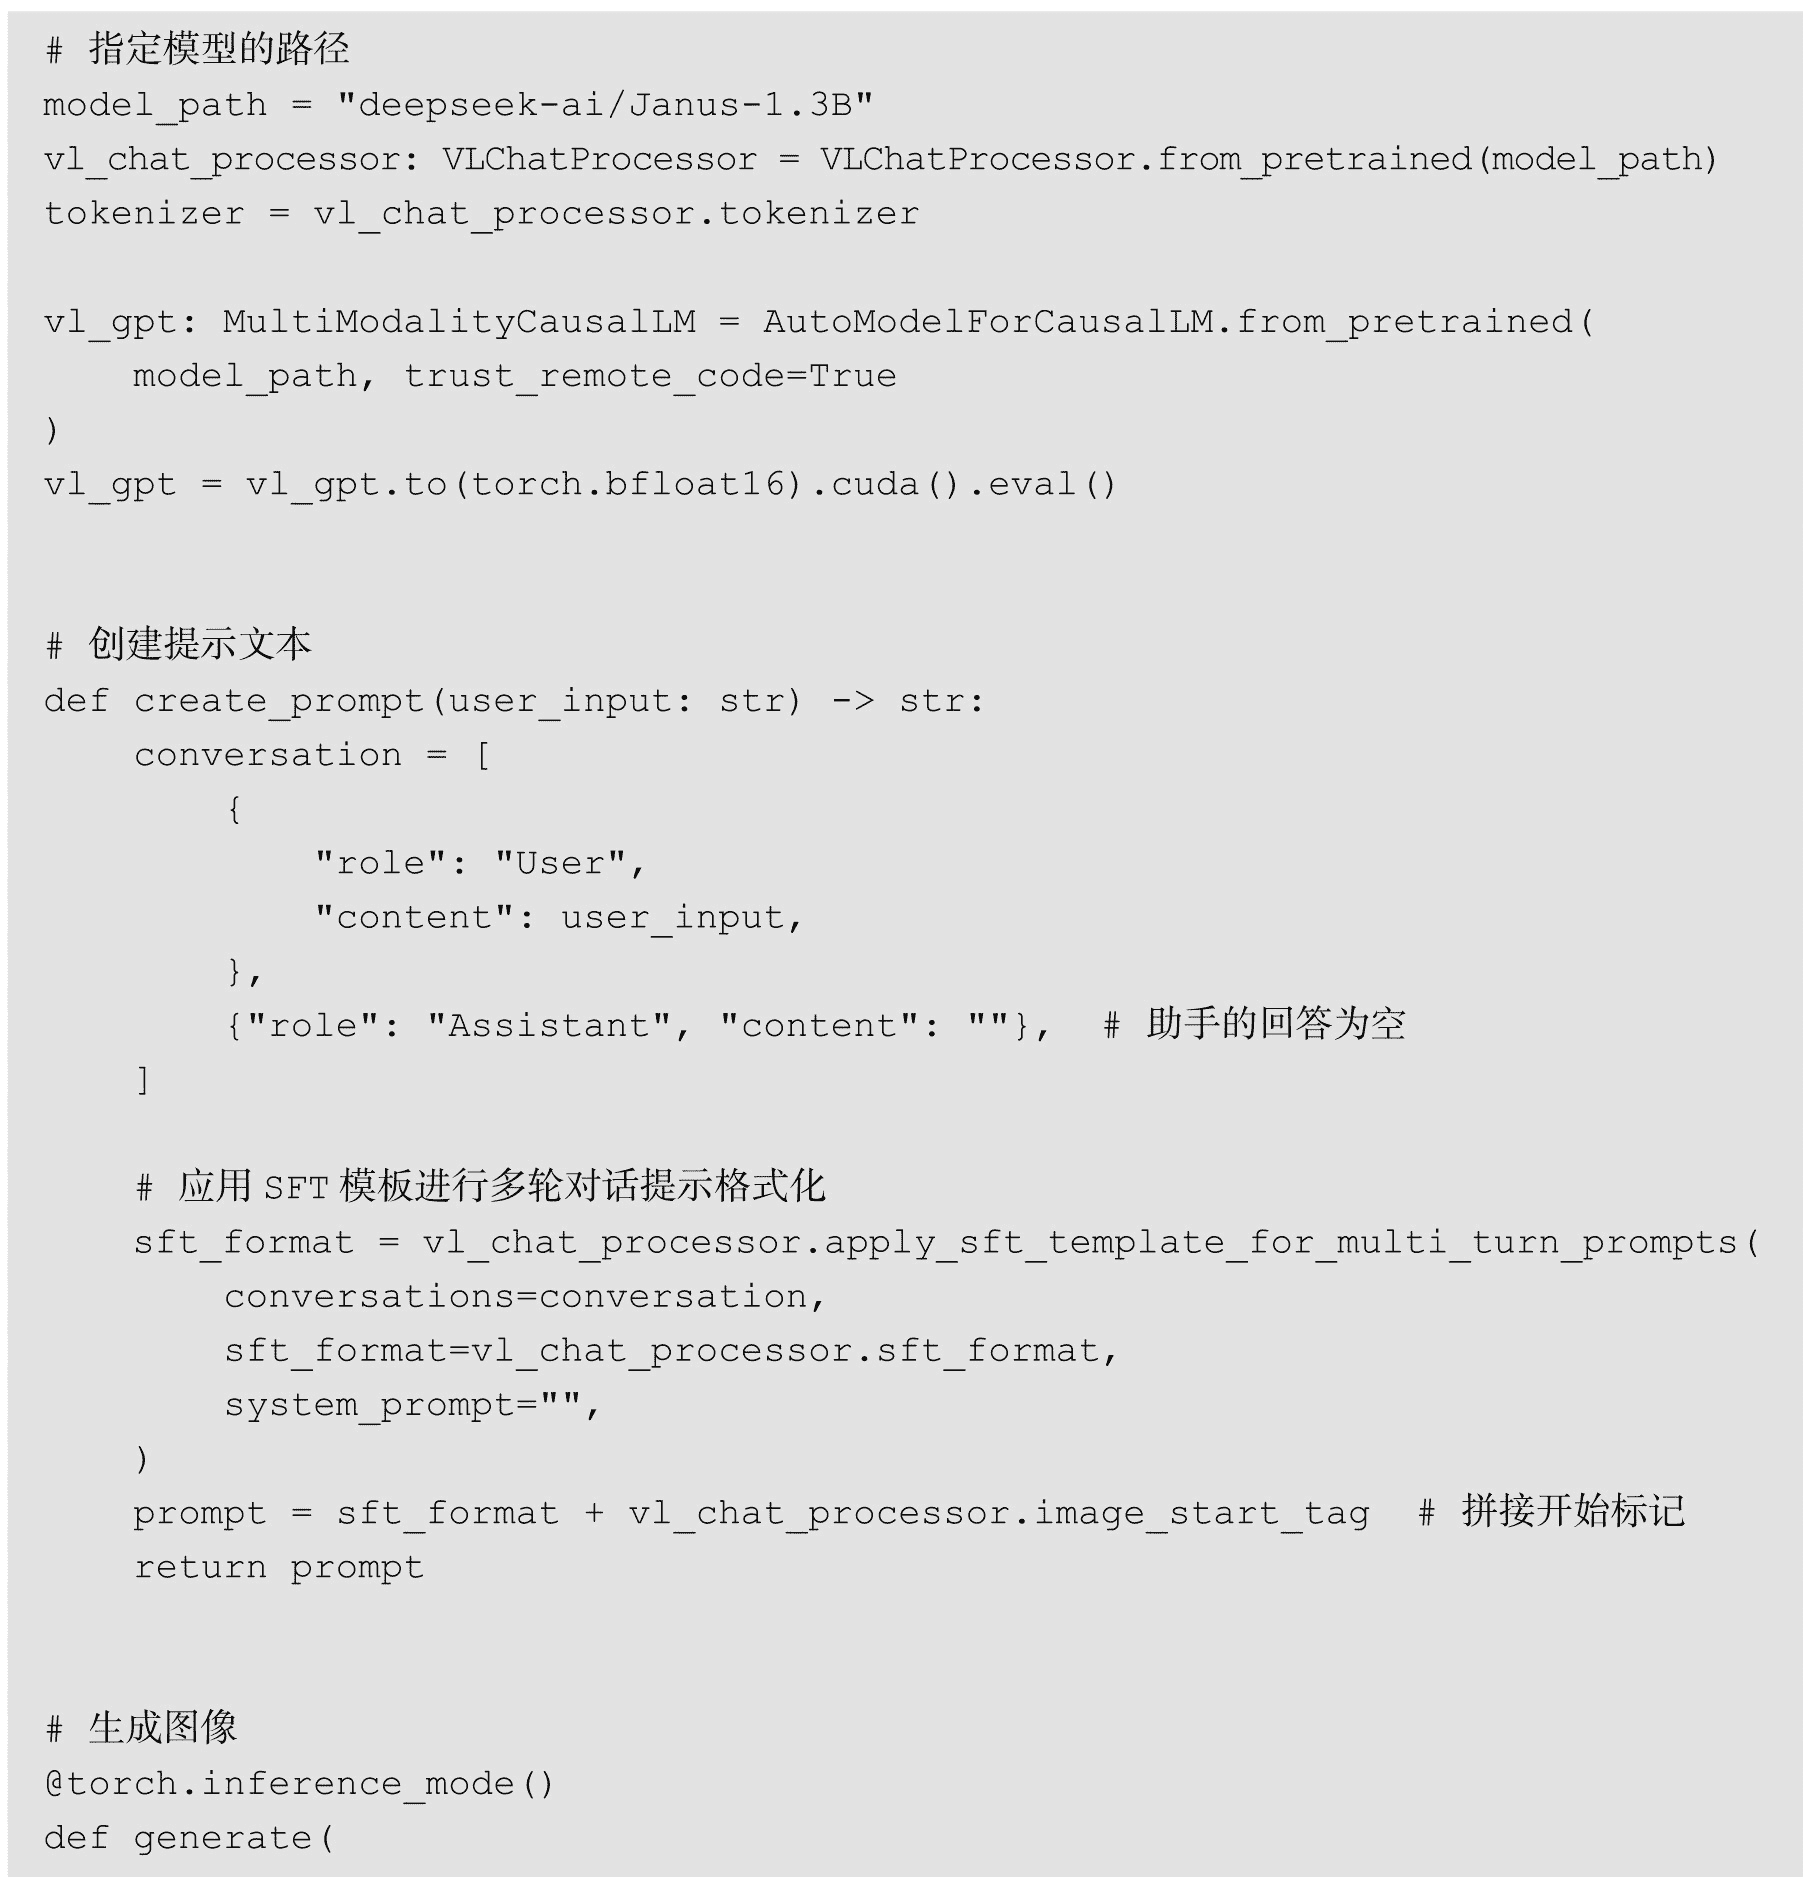 # 指定模型的路径
model_path = "deepseek-ai/Janus-1.3B"
vl_chat_processor: VLChatProcessor = VLChatProcessor.from_pretrained(model_path)
tokenizer = vl_chat_processor.tokenizer

vl_gpt: MultiModalityCausalLM = AutoModelForCausalLM.from_pretrained(
    model_path, trust_remote_code=True
)
vl_gpt = vl_gpt.to(torch.bfloat16).cuda().eval()

# 创建提示文本
def create_prompt(user_input: str) -> str:
    conversation = [
        {
            "role": "User",
            "content": user_input,
        },
        {"role": "Assistant", "content": ""},  # 助手的回答为空
    ]

    # 应用 SFT 模板进行多轮对话提示格式化
    sft_format = vl_chat_processor.apply_sft_template_for_multi_turn_prompts(
        conversations=conversation,
        sft_format=vl_chat_processor.sft_format,
        system_prompt="",
    )
    prompt = sft_format + vl_chat_processor.image_start_tag  # 拼接开始标记
    return prompt

# 生成图像
@torch.inference_mode()
def generate(